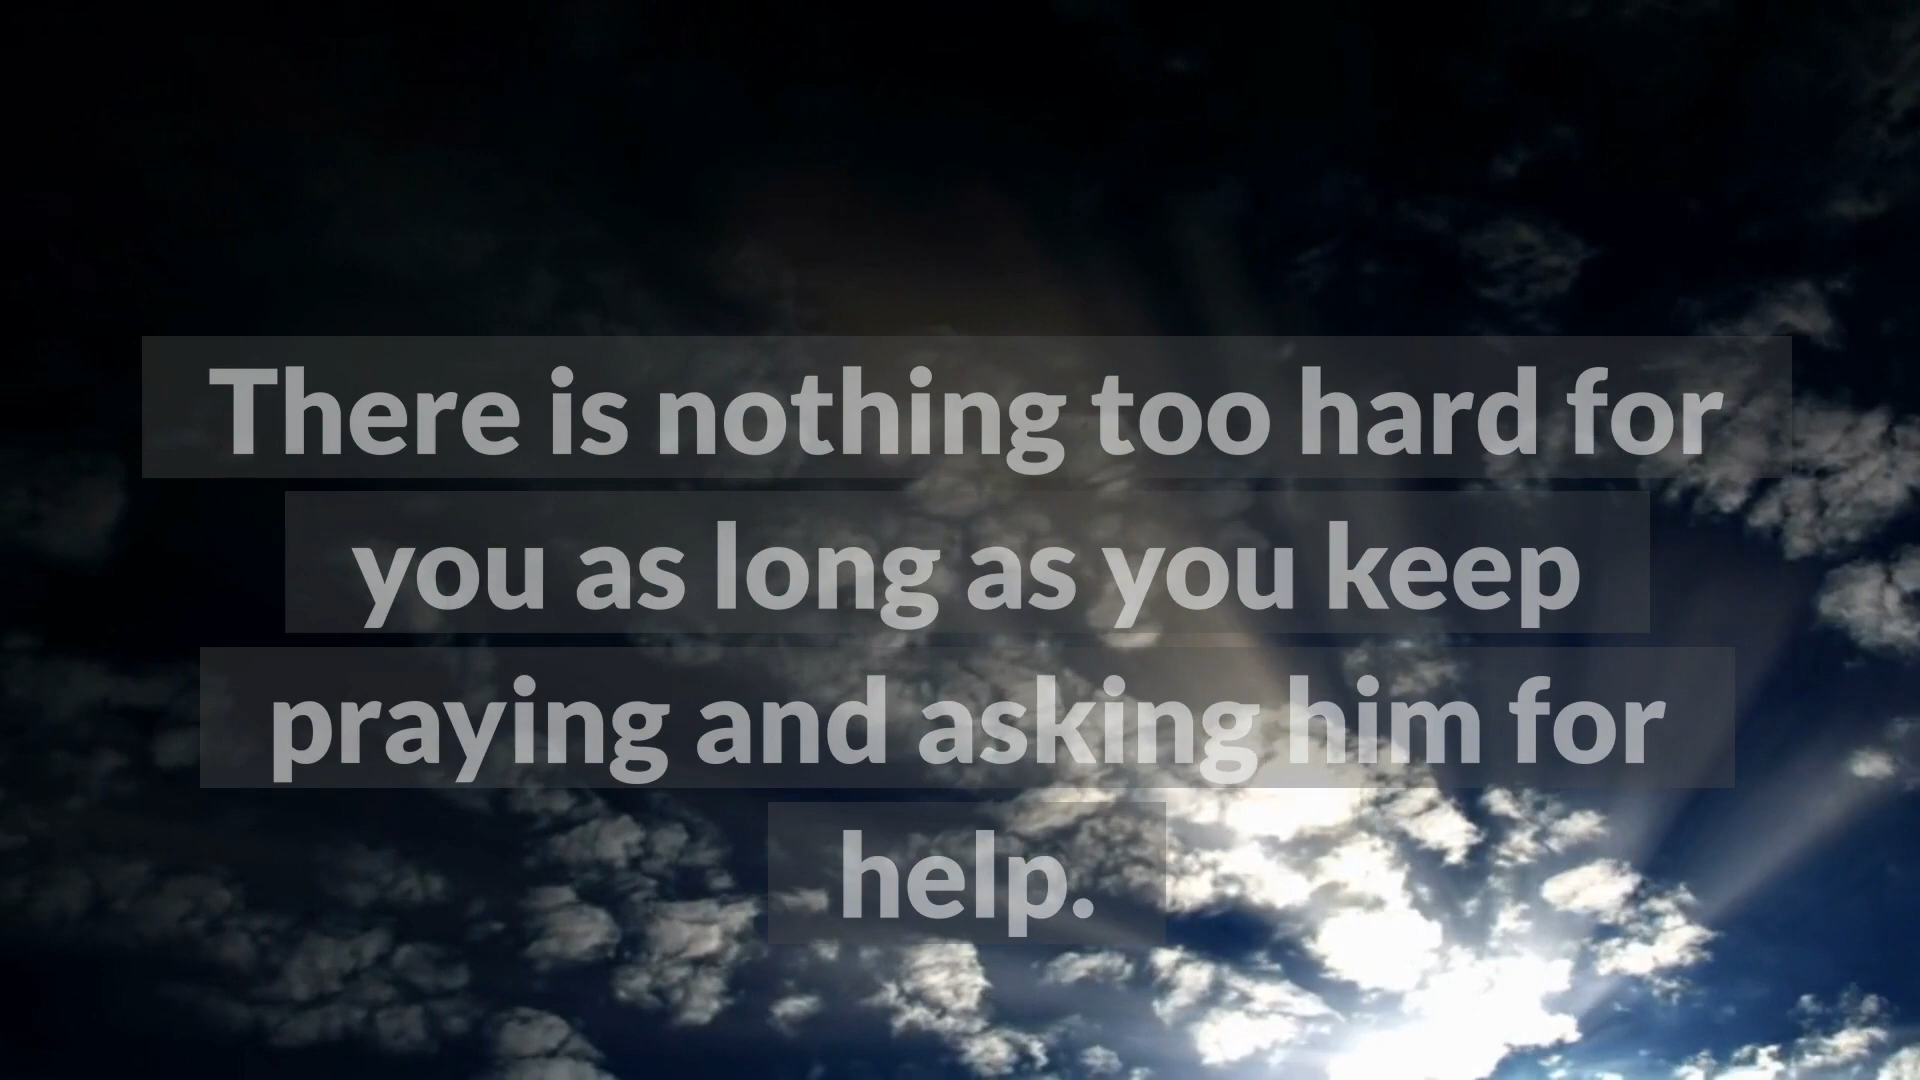 There is nothing too hard for
you as long as you keep
praying and asking him for
help.